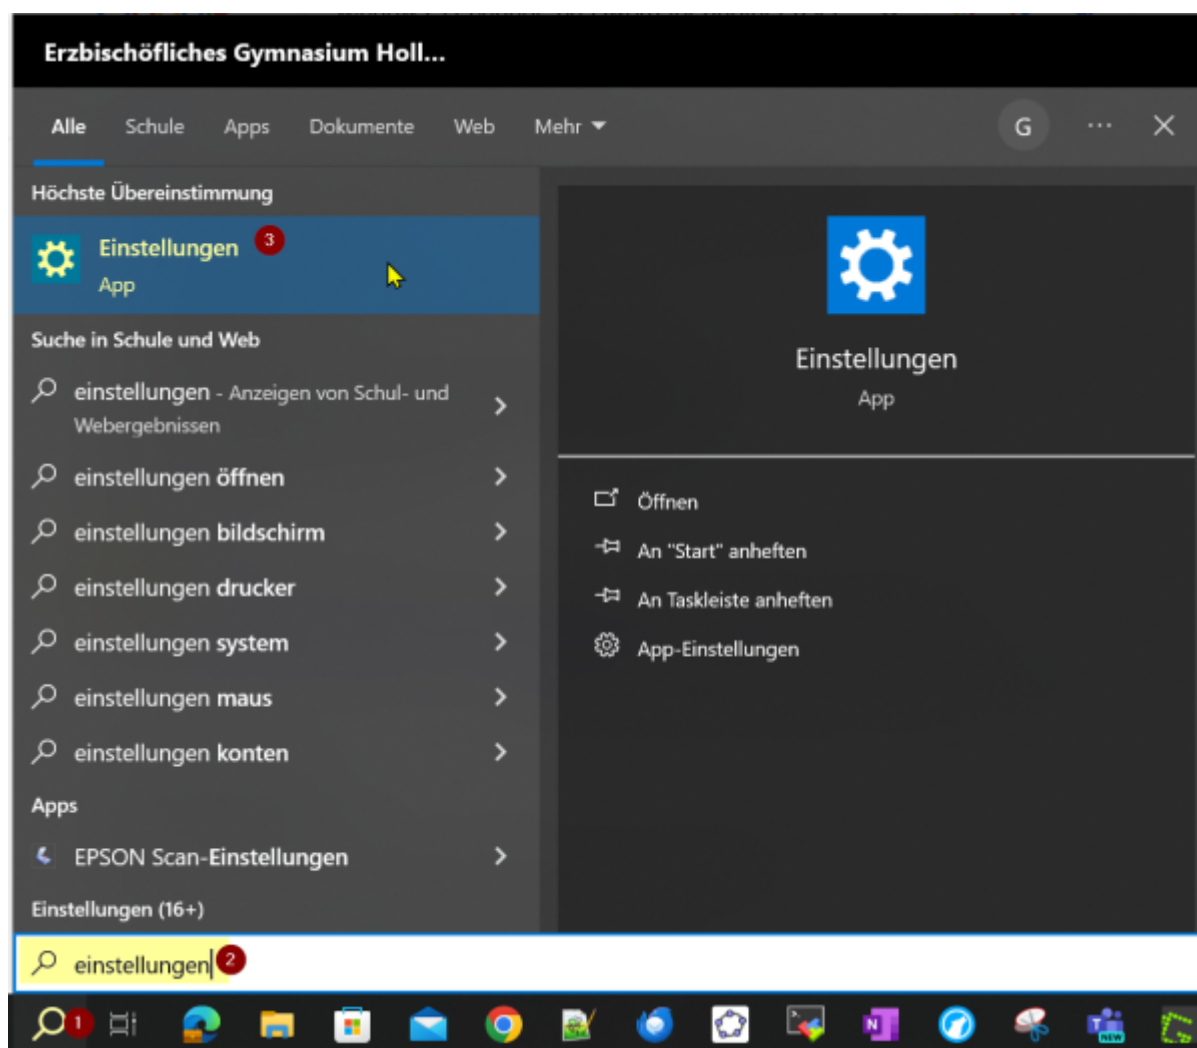 Erzbischöfliches Gymnasium Holl...
Alle Schule Apps Dokumente Web Mehr
G ...
Höchste Übereinstimmung
Einstellungen 3
App
Suche in Schule und Web
einstellungen - Anzeigen von Schul- und
Webergebnissen
einstellungen öffnen
einstellungen bildschirm
einstellungen drucker
einstellungen system
einstellungen maus
einstellungen konten
Apps
EPSON Scan-Einstellungen
Einstellungen (16+)
Einstellungen
App
Öffnen
An "Start" anheften
An Taskleiste anheften
App-Einstellungen
einstellungen 2
1
N
T
NEW